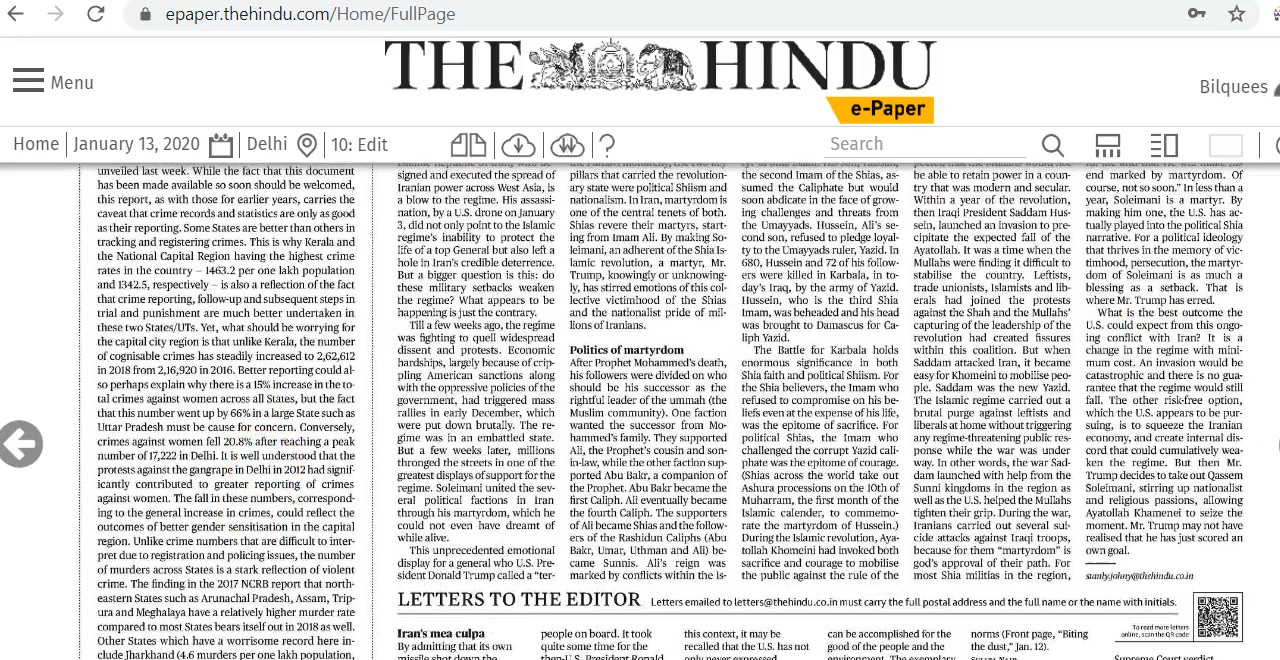 epaper.thehindu.com/Home/FullPage
THE HINDU
e-Paper
Menu
Bilquees
Home
January 13, 2020
Delhi
10: Edit
?
Search
unveiled last week. While the fact that this document
has been made available so soon should be welcomed,
this report, as with those for earlier years, carries the
caveat that crime records and statistics are only as good
as their reporting. Some States are better than others in
tracking and registering crimes. This is why Kerala and
the National Capital Region having the highest crime
rates in the country – 1463.2 per one lakh population
and 1342.5, respectively – is also a reflection of the fact
that crime reporting, follow-up and subsequent steps in
trial and punishment are much better undertaken in
these two States/UTs. Yet, what should be worrying for
the capital city region is that unlike Kerala, the number
of cognisable crimes has steadily increased to 2,62,612
in 2018 from 2,16,920 in 2016. Better reporting could al-
so perhaps explain why there is a 15% increase in the to-
tal crimes against women across all States, but the fact
that this number went up by 66% in a large State such as
Uttar Pradesh must be cause for concern. Conversely,
crimes against women fell 20.8% after reaching a peak
number of 17,222 in Delhi. It is well understood that the
protests against the gangrape in Delhi in 2012 had signif-
icantly contributed to greater reporting of crimes
against women. The fall in these numbers, correspond-
ing to the general increase in crimes, could reflect the
outcomes of better gender sensitisation in the capital
region. Unlike crime numbers that are difficult to inter-
pret due to registration and policing issues, the number
of murders across States is a stark reflection of violent
crime. The finding in the 2017 NCRB report that north-
eastern States such as Arunachal Pradesh, Assam, Trip-
ura and Meghalaya have a relatively higher murder rate
compared to most States bears itself out in 2018 as well.
Other States which have a worrisome record here in-
clude Jharkhand (4.6 murders per one lakh population,
signed and executed the spread of
Iranian power across West Asia, is
a blow to the regime. His assassi-
nation, by a U.S. drone on January
3, did not only point to the Islamic
regime's inability to protect the
life of a top General but also left a
hole in Iran's credible deterrence.
But a bigger question is this: do
these military setbacks weaken
the regime? What appears to be
happening is just the contrary.
Till a few weeks ago, the regime
was fighting to quell widespread
dissent and protests. Economic
hardships, largely because of crip-
pling American sanctions along
with the oppressive policies of the
government, had triggered mass
rallies in early December, which
were put down brutally. The re-
gime was in an embattled state.
But a few weeks later, millions
thronged the streets in one of the
greatest displays of support for the
regime. Soleimani united the sev-
eral political factions in Iran
through his martyrdom, which he
could not even have dreamt of
while alive.
This unprecedented emotional
display for a general who U.S. Pre-
sident Donald Trump called a “ter-
pillars that carried the revolution-
ary state were political Shiism and
nationalism. In Iran, martyrdom is
one of the central tenets of both.
Shias revere their martyrs, start-
ing from Imam Ali. By making So-
leimani, an adherent of the Shia Is-
lamic revolution, a martyr, Mr.
Trump, knowingly or unknowing-
ly, has stirred emotions of this col-
lective victimhood of the Shias
and the nationalist pride of mil-
lions of Iranians.
Politics of martyrdom
After Prophet Mohammed's death,
his followers were divided on who
should be his successor as the
rightful leader of the ummah (the
Muslim community). One faction
wanted the successor from Mo-
hammed's family. They supported
Ali, the Prophet's cousin and son-
in-law, while the other faction sup-
ported Abu Bakr, a companion of
the Prophet. Abu Bakr became the
first Caliph. Ali eventually became
the fourth Caliph. The supporters
of Ali became Shias and the follow-
ers of the Rashidun Caliphs (Abu
Bakr, Umar, Uthman and Ali) be-
came Sunnis. Ali's reign was
marked by conflicts within the is-
the second Imam of the Shias, as-
sumed the Caliphate but would
soon abdicate in the face of grow-
ing challenges and threats from
the Umayyads. Hussein, Ali's sec-
ond son, refused to pledge loyal-
ty to the Umayyads ruler, Yazid. In
680, Hussein and 72 of his follow-
ers were killed in Karbala, in to-
day's Iraq, by the army of Yazid.
Hussein, who is the third Shia
Imam, was beheaded and his head
was brought to Damascus for Ca-
liph Yazid.
The Battle for Karbala holds
enormous significance in both
Shia faith and political Shiism. For
the Shia believers, the Imam who
refused to compromise on his be-
liefs even at the expense of his life,
was the epitome of sacrifice. For
political Shias, the Imam who
challenged the corrupt Yazid cali-
phate was the epitome of courage.
(Shias across the world take out
Ashura processions on the 10th of
Muharram, the first month of the
Islamic calender, to commemo-
rate the martyrdom of Hussein.)
During the Islamic revolution, Aya-
tollah Khomeini had invoked both
sacrifice and courage to mobilise
the public against the rule of the
be able to retain power in a coun-
try that was modern and secular.
Within a year of the revolution,
then Iraqi President Saddam Hus-
sein, launched an invasion to pre-
cipitate the expected fall of the
Ayatollah. It was a time when the
Mullahs were finding it difficult to
stabilise the country. Leftists,
trade unionists, Islamists and lib-
erals had joined the protests
against the Shah and the Mullahs'
capturing of the leadership of the
revolution had created fissures
within this coalition. But when
Saddam attacked Iran, it became
easy for Khomeini to mobilise peo-
ple. Saddam was the new Yazid.
The Islamic regime carried out a
brutal purge against leftists and
liberals at home without triggering
any regime-threatening public res-
ponse while the war was under
way. In other words, the war Sad-
dam launched with help from the
Sunni kingdoms in the region as
well as the U.S. helped the Mullahs
tighten their grip. During the war,
Iranians carried out several sui-
cide attacks against Iraqi troops,
because for them “martyrdom” is
god's approval of their path. For
most Shia militias in the region,
end marked by martyrdom. Of
course, not so soon.” In less than a
year, Soleimani is a martyr. By
making him one, the U.S. has ac-
tually played into the political Shia
narrative. For a political ideology
that thrives in the memory of vic-
timhood, persecution, the martyr-
dom of Soleimani is as much a
blessing as a setback. That is
where Mr. Trump has erred.
What is the best outcome the
U.S. could expect from this ongo-
ing conflict with Iran? It is a
change in the regime with mini-
mum cost. An invasion would be
catastrophic and there is no gua-
rantee that the regime would still
fall. The other risk-free option,
which the U.S. appears to be pur-
suing, is to squeeze the Iranian
economy, and create internal dis-
cord that could cumulatively wea-
ken the regime. But then Mr.
Trump decides to take out Qassem
Soleimani, stirring up nationalist
and religious passions, allowing
Ayatollah Khamenei to seize the
moment. Mr. Trump may not have
realised that he has just scored an
own goal.
stanly.johny@thehindu.co.in
LETTERS TO THE EDITOR
Letters emailed to letters@thehindu.co.in must carry the full postal address and the full name or the name with initials.
To read more letters
online, scan the QR code
Iran's mea culpa
By admitting that its own
missile shot down the
people on board. It took
quite some time for the
then-U.S. President Ronald
this context, it may be
recalled that the U.S. has not
only never expressed
can be accomplished for the
good of the people and the
environment. The exemplary
norms (Front page, “Biting
the dust,” Jan. 12).
Supreme Court verdict